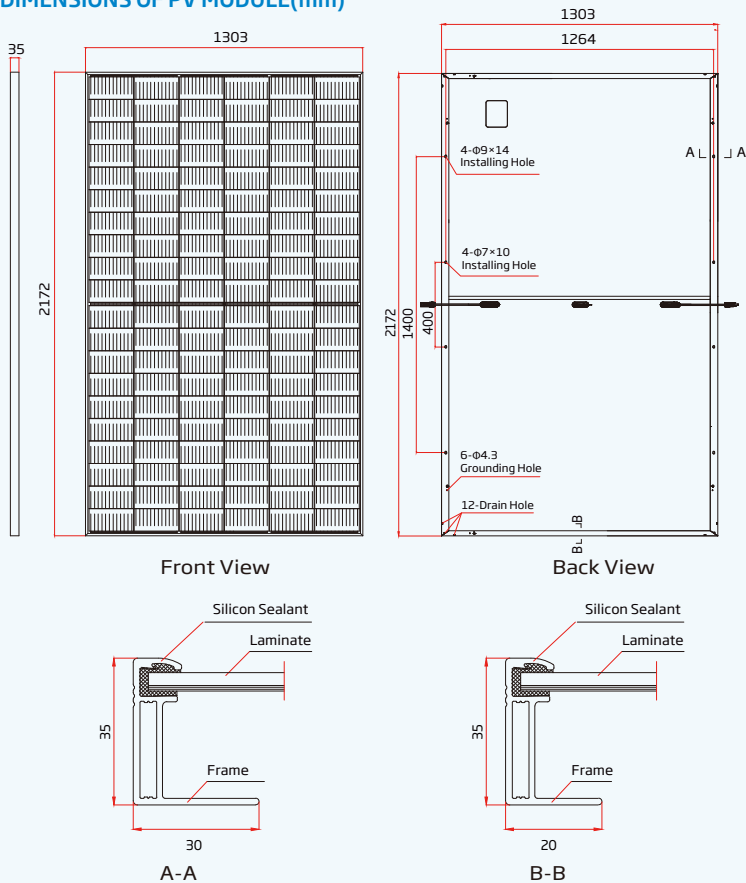 DIMENSIONS OF PV MODULE(mm)
35
1303
2172
Front View
1303
1264
4-Φ9×14
Installing Hole
A
A
4-Φ7×10
Installing Hole
2172
1400
400
6-Φ4.3
Grounding Hole
12-Drain Hole
B
B
Back View
Silicon Sealant
Laminate
35
Frame
30
A-A
Silicon Sealant
Laminate
35
Frame
20
B-B